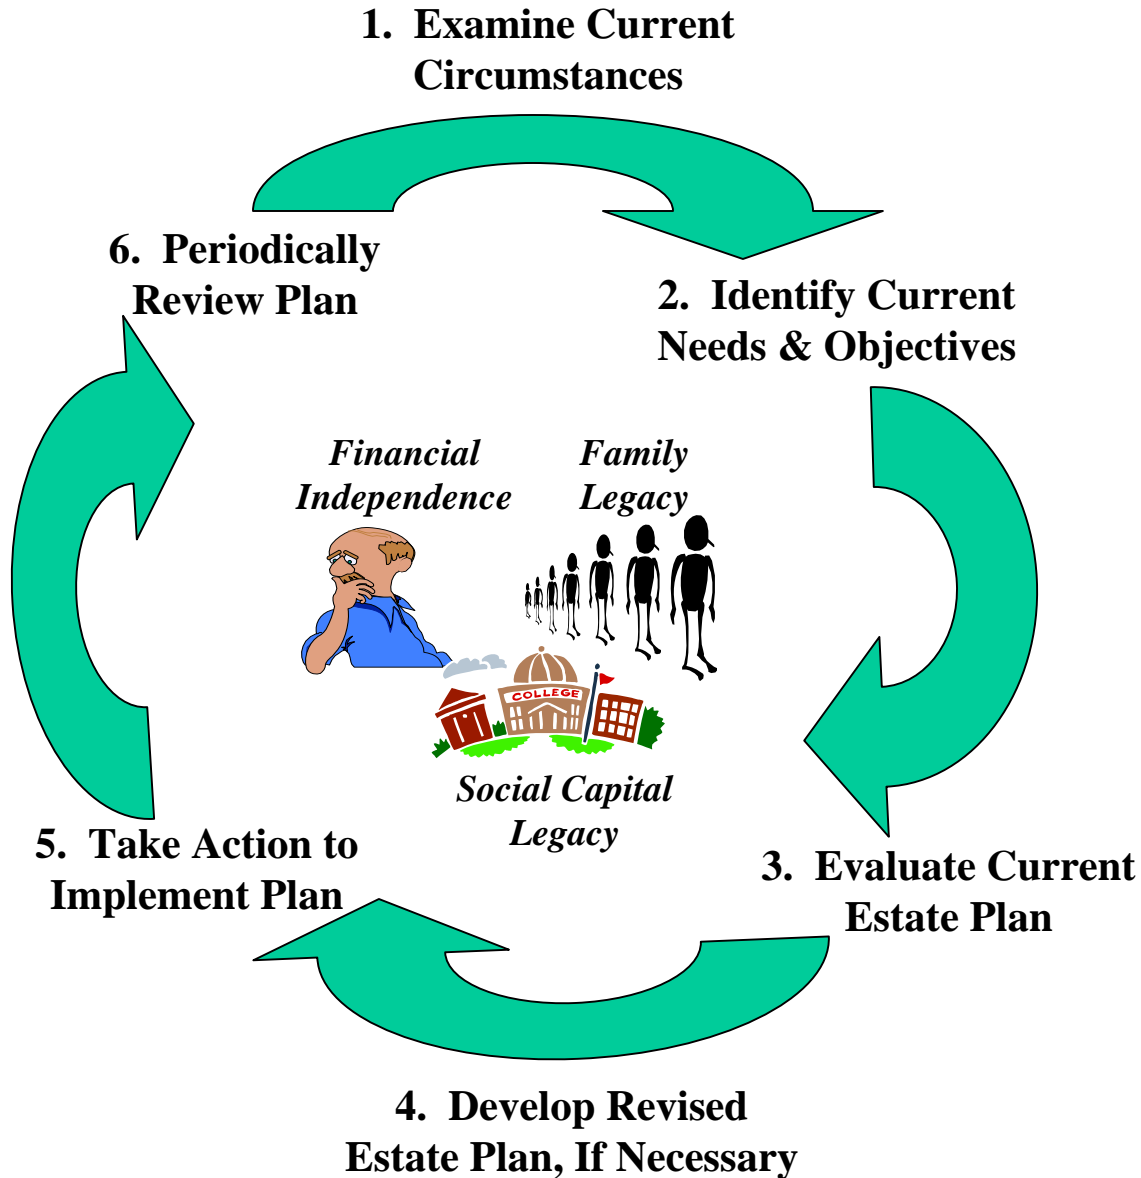 1. Examine Current
Circumstances
6. Periodically
Review Plan
2. Identify Current
Needs & Objectives
Financial
Independence
Family
Legacy
COLLEGE
Social Capital
Legacy
5. Take Action to
Implement Plan
3. Evaluate Current
Estate Plan
4. Develop Revised
Estate Plan, If Necessary